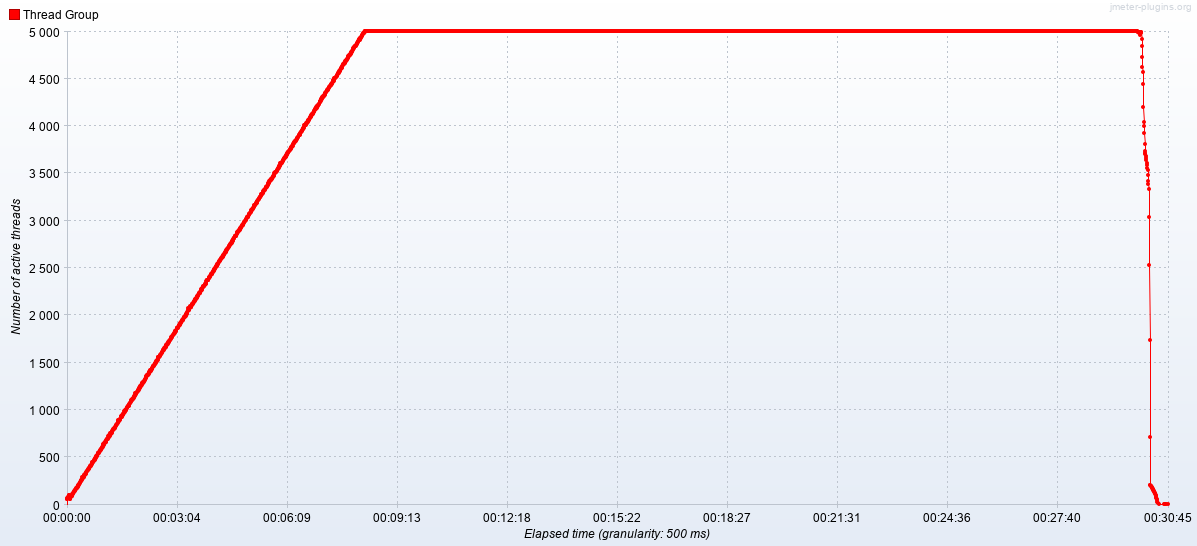 jmeter-plugins.org
Thread Group
5 000
4 500
4 000
3 500
3 000
2 500
2 000
1 500
1 000
500
0
Number of active threads
00:00:00 00:03:04 00:06:09 00:09:13 00:12:18 00:15:22 00:18:27 00:21:31 00:24:36 00:27:40 00:30:45
Elapsed time (granularity: 500 ms)